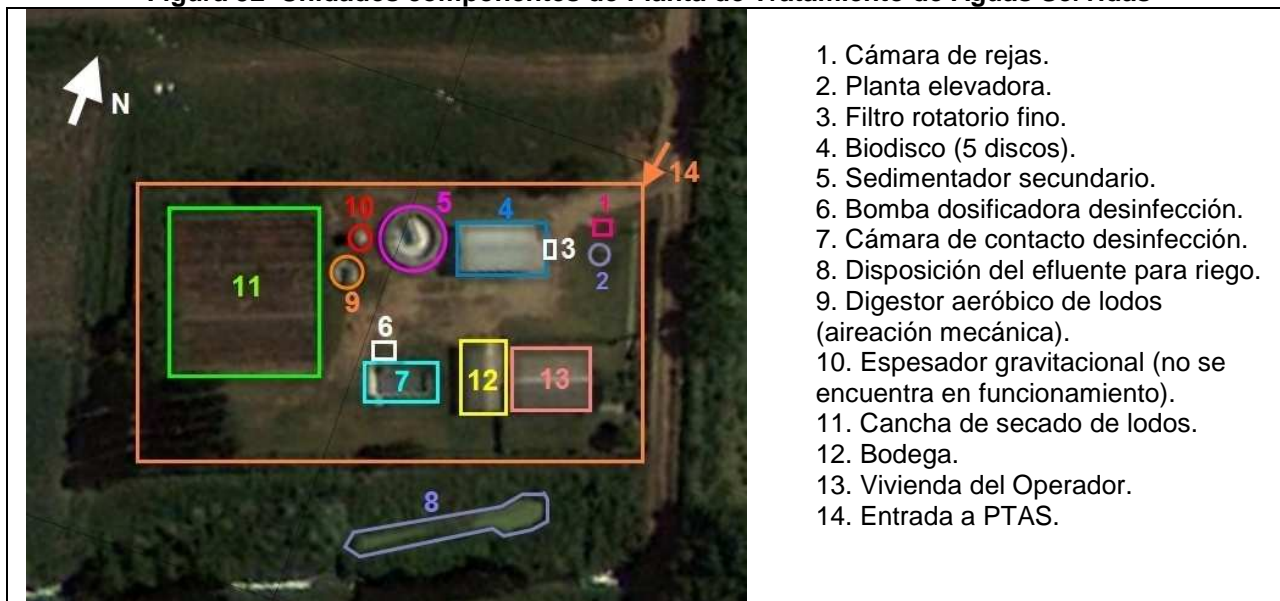 Figura Unidades componentes de Planta de Tratamiento de Aguas Servidas
N
14
10
5
4
1
3
2
11
9
6
7
12
13
8
1. Cámara de rejas.
2. Planta elevadora.
3. Filtro rotatorio fino.
4. Biodisco (5 discos).
5. Sedimentador secundario.
6. Bomba dosificadora desinfección.
7. Cámara de contacto desinfección.
8. Disposición del efluente para riego.
9. Digestor aeróbico de lodos
(aireación mecánica).
10. Espesador gravitacional (no se
encuentra en funcionamiento).
11. Cancha de secado de lodos.
12. Bodega.
13. Vivienda del Operador.
14. Entrada a PTAS.